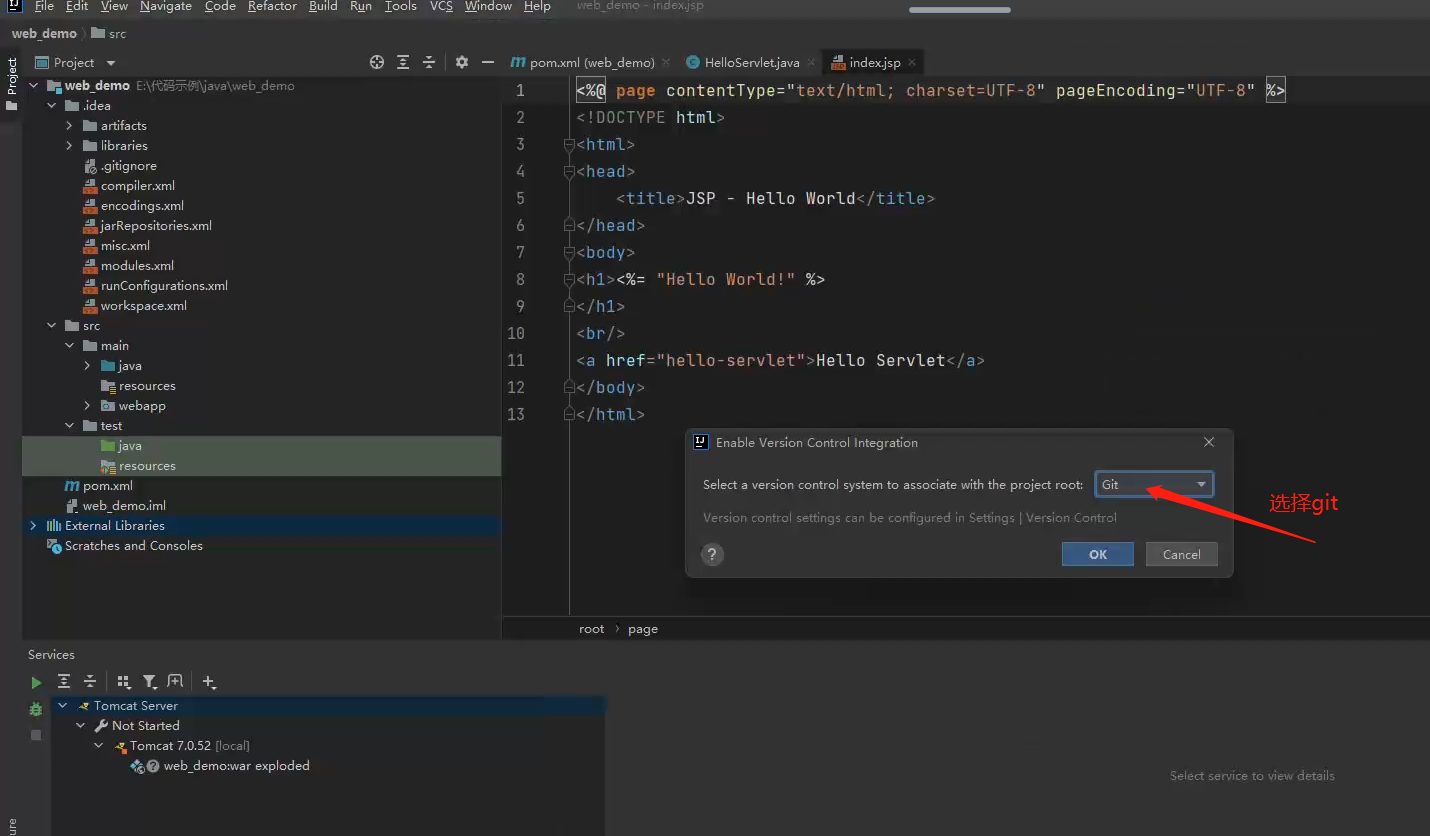 File Edit View Navigate Code Refactor Build Run Tools VCS Window Help web_demo - index.jsp
web_demo src
Project
Project
pom.xml (web_demo) HelloServlet.java index.jsp
web_demo E:\代码示例\java\web_demo
.idea
artifacts
libraries
.gitignore
compiler.xml
encodings.xml
jarRepositories.xml
misc.xml
modules.xml
runConfigurations.xml
workspace.xml
src
main
java
resources
webapp
test
java
resources
pom.xml
web_demo.iml
External Libraries
Scratches and Consoles
1 <%@ page contentType="text/html; charset=UTF-8" pageEncoding="UTF-8" %>
2 <!DOCTYPE html>
3 <html>
4 <head>
5 <title>JSP - Hello World</title>
6 </head>
7 <body>
8 <h1><%= "Hello World!" %>
9 </h1>
10 <br/>
11 <a href="hello-servlet">Hello Servlet</a>
12 </body>
13 </html>
Enable Version Control Integration
Select a version control system to associate with the project root: Git
选择git
Version control settings can be configured in Settings | Version Control
? OK Cancel
root page
Services
Tomcat Server
Not Started
Tomcat 7.0.52 [local]
web_demo:war exploded
Select service to view details